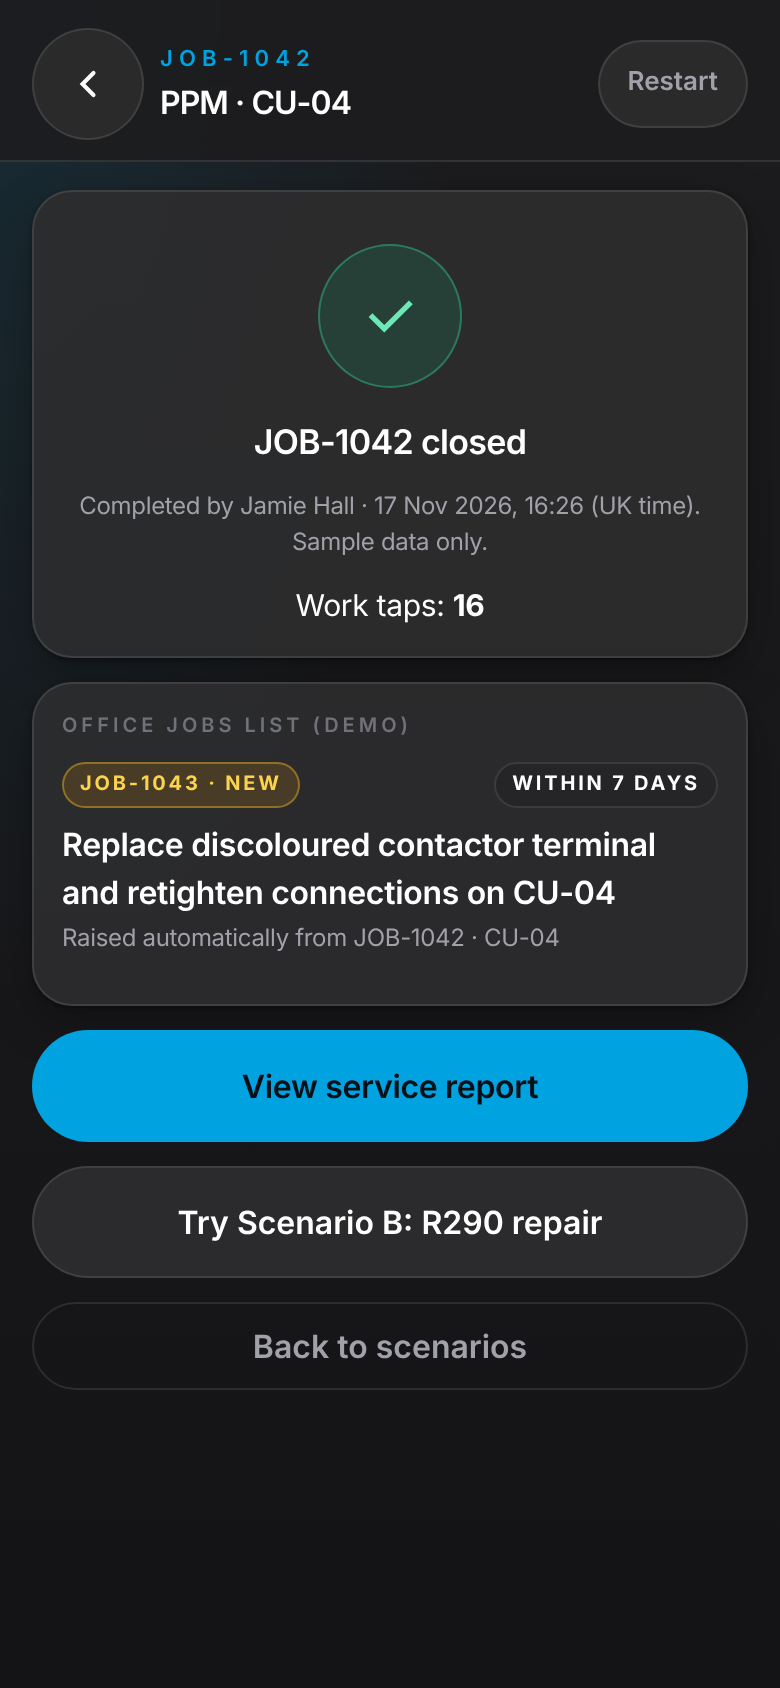 JOB-1042
PPM · CU-04
Restart
JOB-1042 closed
Completed by Jamie Hall · 17 Nov 2026, 16:26 (UK time).
Sample data only.
Work taps: 16
OFFICE JOBS LIST (DEMO)
JOB-1043 · NEW
WITHIN 7 DAYS
Replace discoloured contactor terminal
and retighten connections on CU-04
Raised automatically from JOB-1042 · CU-04
View service report
Try Scenario B: R290 repair
Back to scenarios